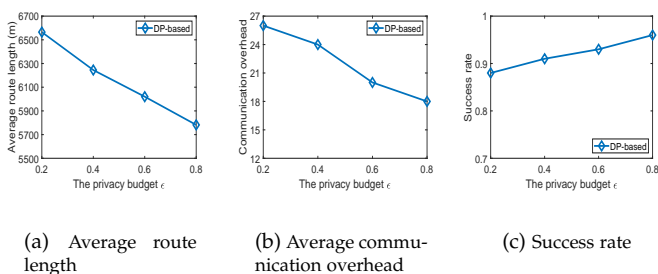 6700
6500
6300
6100
5900
5700
5500
Average route length (m)
DP-based
0.2 0.4 0.6 0.8
The privacy budget ϵ
27
24
21
18
15
12
Communication overhead
DP-based
0.2 0.4 0.6 0.8
The privacy budget ϵ
1
0.9
0.8
0.7
Success rate
DP-based
0.2 0.4 0.6 0.8
The privacy budget ϵ
(a) Average route
length
(b) Average commu-
nication overhead
(c) Success rate